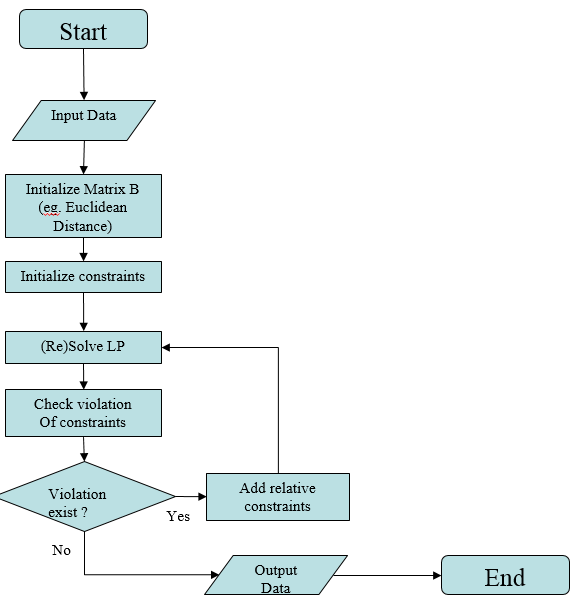 Start
Input Data
Initialize Matrix B
(eg. Euclidean
Distance)
Initialize constraints
(Re)Solve LP
Check violation
Of constraints
Violation
exist ?
Yes
Add relative
constraints
No
Output
Data
End